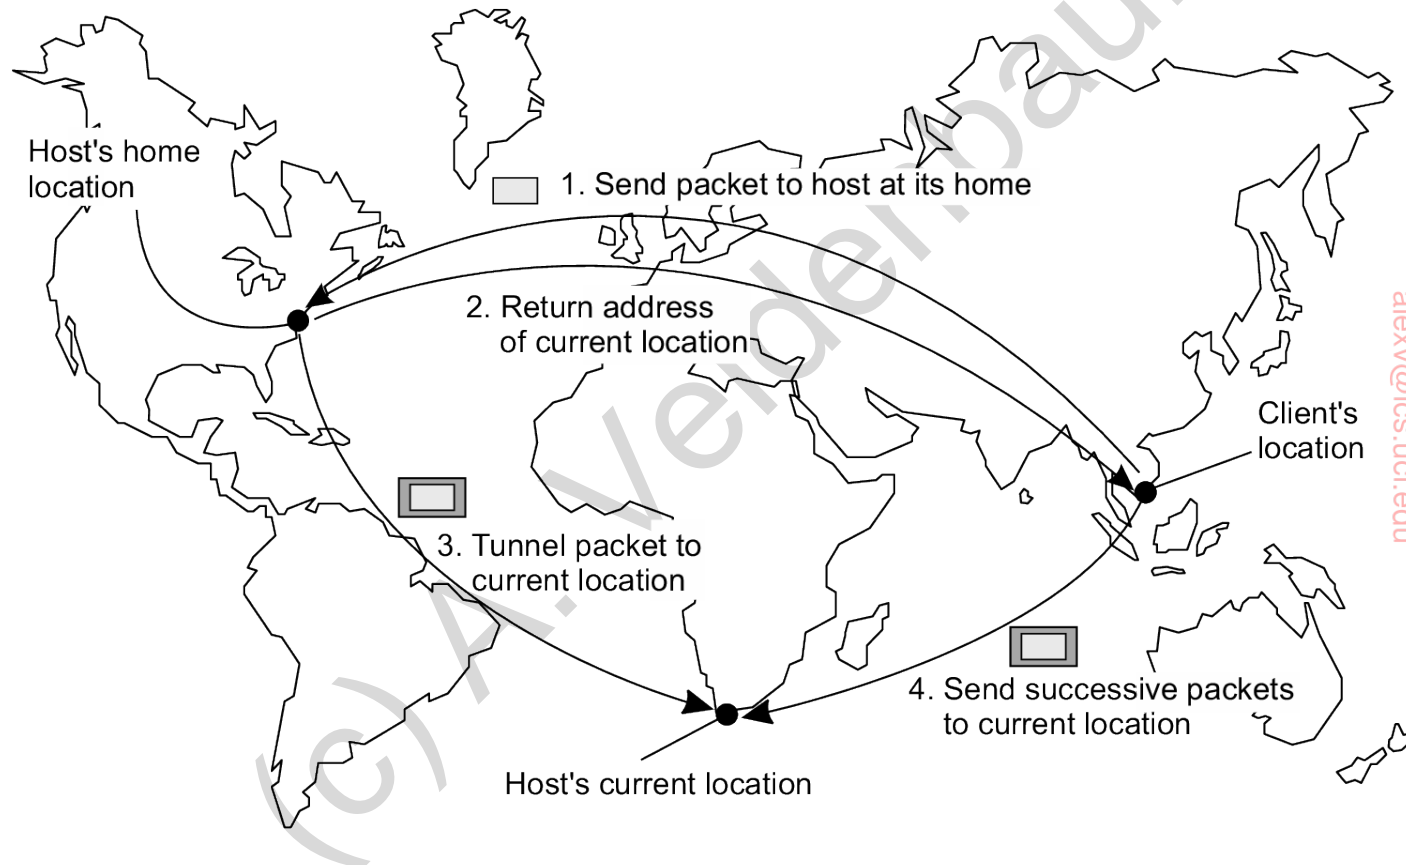 Host's home
location
1. Send packet to host at its home
2. Return address
of current location
Client's
location
3. Tunnel packet to
current location
4. Send successive packets
to current location
Host's current location
(c) A. Veidenbaum
alexv@ics.uci.edu